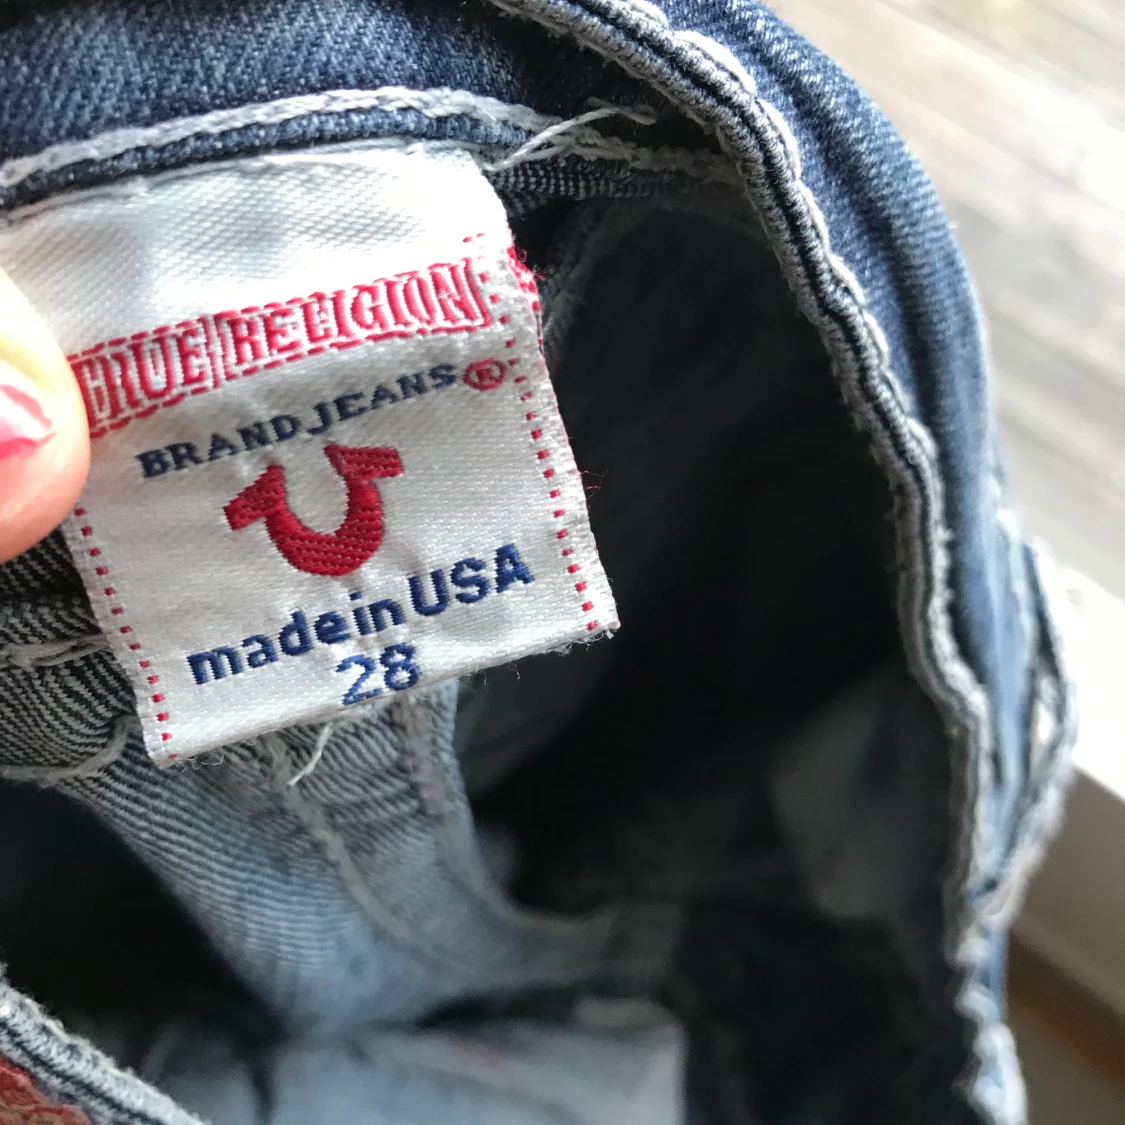 TRUE RELIGION
BRAND JEANS ®
made in USA
28